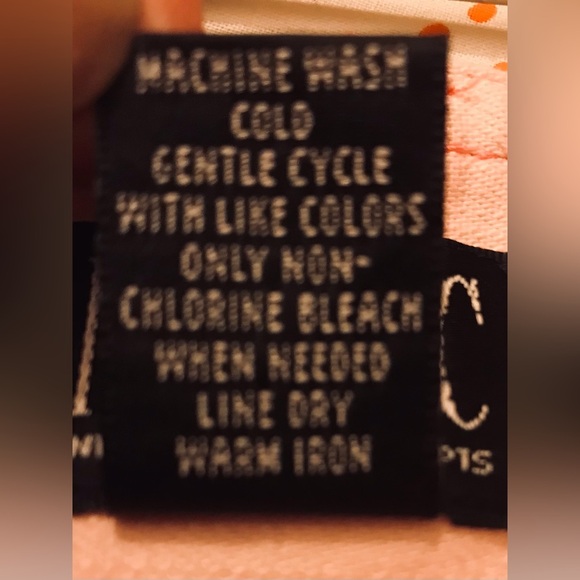 MACHINE WASH
COLD
GENTLE CYCLE
WITH LIKE COLORS
ONLY NON-
CHLORINE BLEACH
WHEN NEEDED
LINE DRY
WARM IRON